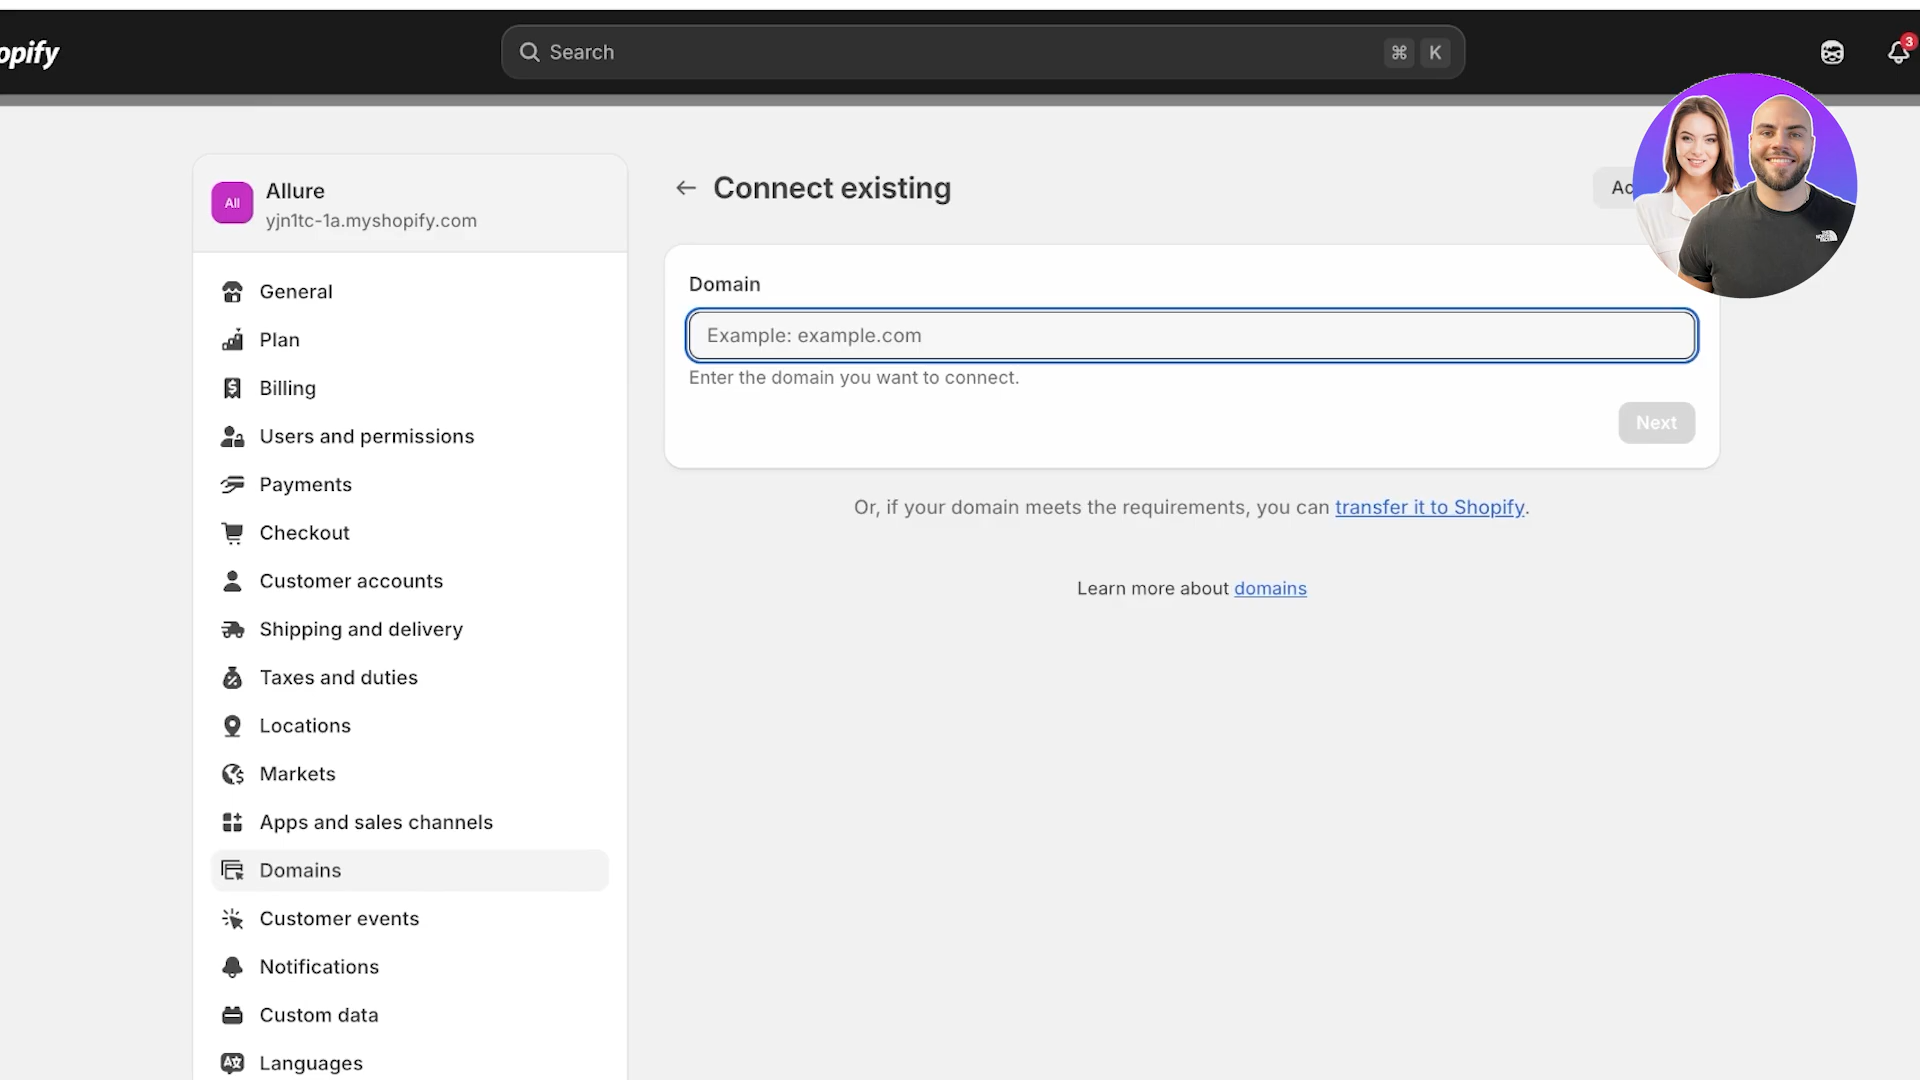 opify
Search
⌘ K
3
All
Allure
yjn1tc-1a.myshopify.com
General
Plan
Billing
Users and permissions
Payments
Checkout
Customer accounts
Shipping and delivery
Taxes and duties
Locations
Markets
Apps and sales channels
Domains
Customer events
Notifications
Custom data
Languages
Connect existing
Domain
Example: example.com
Enter the domain you want to connect.
Next
Or, if your domain meets the requirements, you can transfer it to Shopify.
Learn more about domains